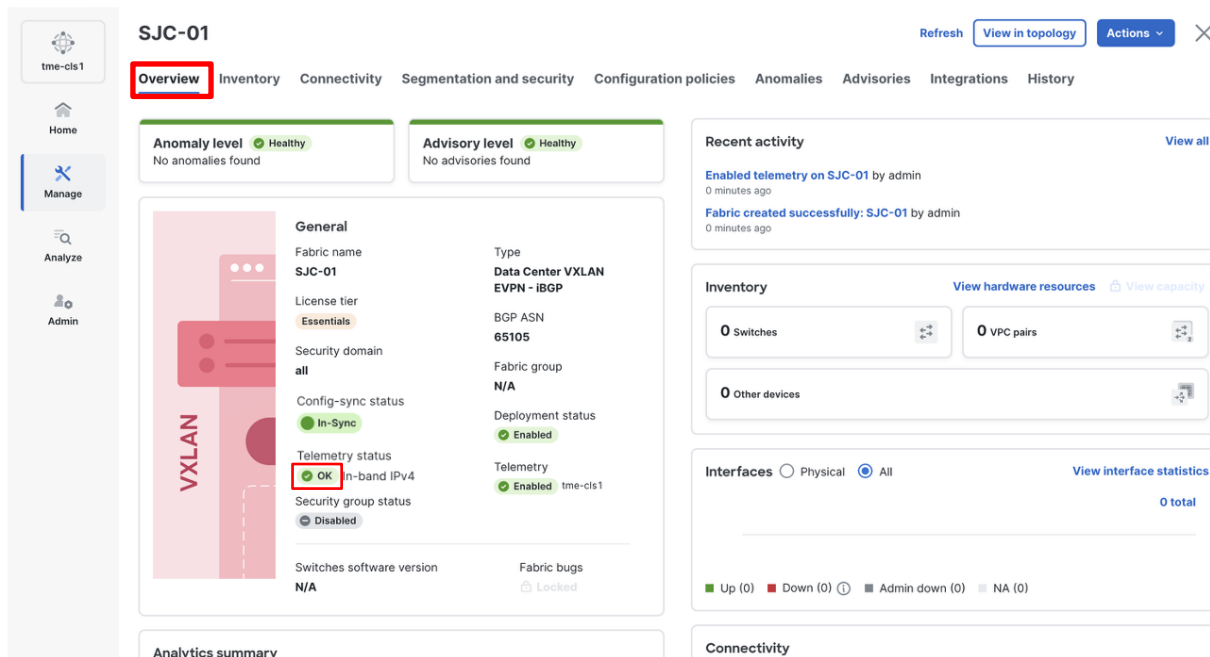 tme-cls1
Home
Manage
Analyze
Admin
SJC-01
Refresh
View in topology
Actions
Overview
Inventory
Connectivity
Segmentation and security
Configuration policies
Anomalies
Advisories
Integrations
History
Anomaly level Healthy
No anomalies found
Advisory level Healthy
No advisories found
VXLAN
General
Fabric name
SJC-01
License tier
Essentials
Security domain
all
Config-sync status
In-Sync
Telemetry status
OK In-band IPv4
Security group status
Disabled
Type
Data Center VXLAN
EVPN - iBGP
BGP ASN
65105
Fabric group
N/A
Deployment status
Enabled
Telemetry
Enabled tme-cls1
Switches software version
N/A
Fabric bugs
Locked
Analytics summary
Recent activity
View all
Enabled telemetry on SJC-01 by admin
0 minutes ago
Fabric created successfully: SJC-01 by admin
0 minutes ago
Inventory
View hardware resources
View capacity
0 Switches
0 VPC pairs
0 Other devices
Interfaces Physical All
View interface statistics
0 total
Up (0) Down (0) Admin down (0) NA (0)
Connectivity